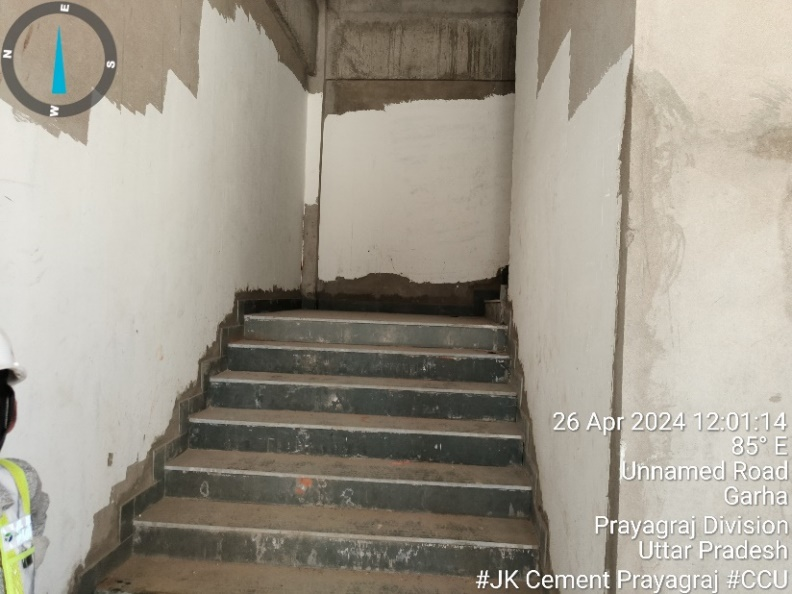 E
N
S
W
26 Apr 2024 12:01:14
85° E
Unnamed Road
Garha
Prayagraj Division
Uttar Pradesh
#JK Cement Prayagraj #CCU